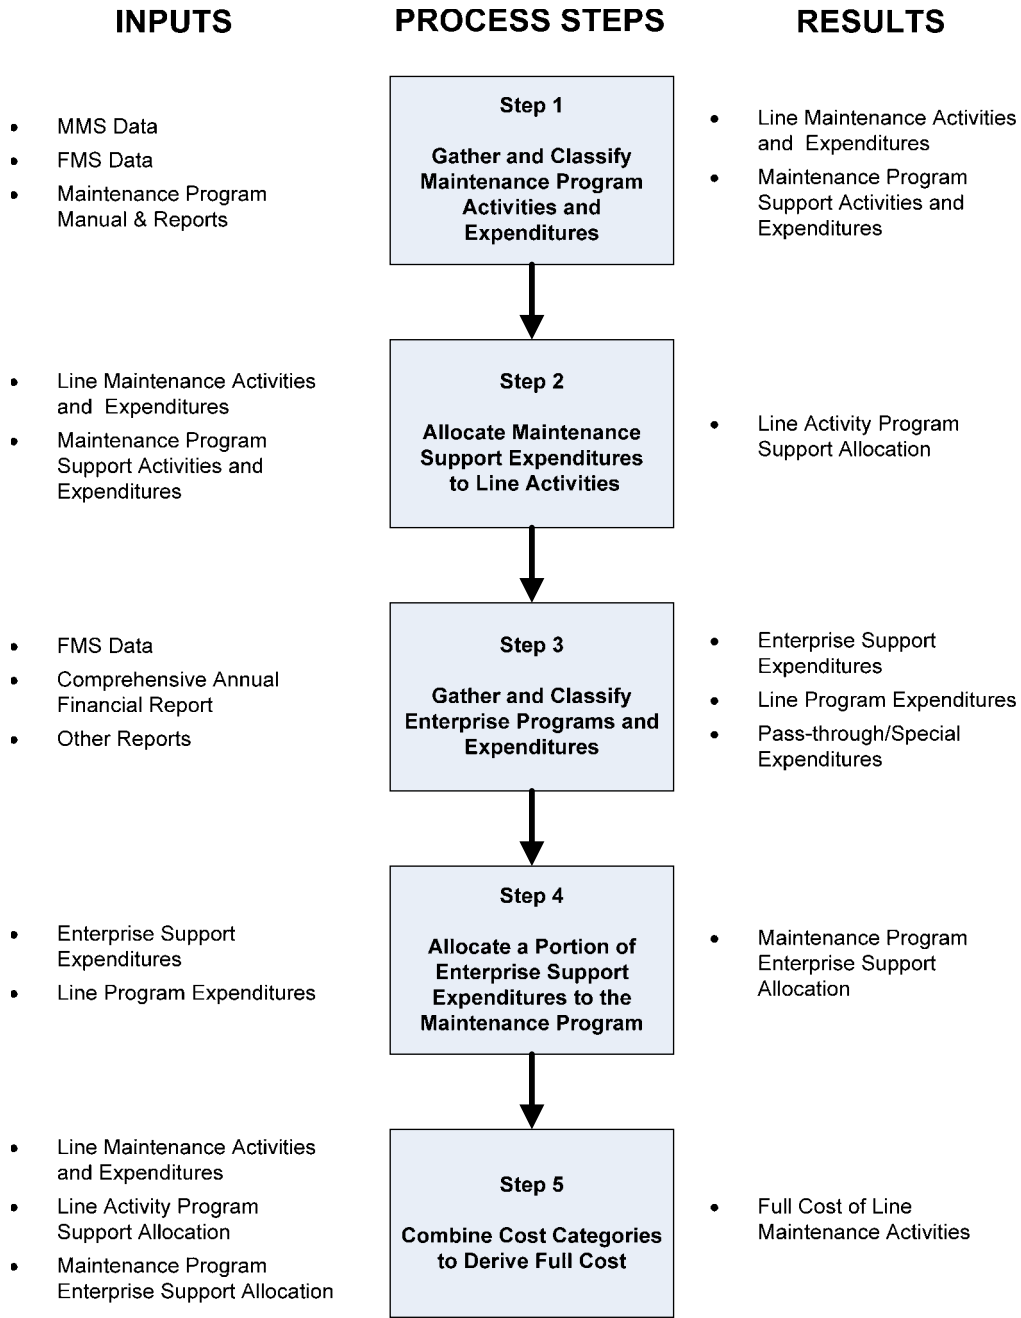 INPUTS
PROCESS STEPS
RESULTS
• MMS Data
• FMS Data
• Maintenance Program
Manual & Reports
Step 1
Gather and Classify
Maintenance Program
Activities and
Expenditures
• Line Maintenance Activities
and Expenditures
• Maintenance Program
Support Activities and
Expenditures
• Line Maintenance Activities
and Expenditures
• Maintenance Program
Support Activities and
Expenditures
Step 2
Allocate Maintenance
Support Expenditures
to Line Activities
• Line Activity Program
Support Allocation
• FMS Data
• Comprehensive Annual
Financial Report
• Other Reports
Step 3
Gather and Classify
Enterprise Programs and
Expenditures
• Enterprise Support
Expenditures
• Line Program Expenditures
• Pass-through/Special
Expenditures
• Enterprise Support
Expenditures
• Line Program Expenditures
Step 4
Allocate a Portion of
Enterprise Support
Expenditures to the
Maintenance Program
• Maintenance Program
Enterprise Support
Allocation
• Line Maintenance Activities
and Expenditures
• Line Activity Program
Support Allocation
• Maintenance Program
Enterprise Support Allocation
Step 5
Combine Cost Categories
to Derive Full Cost
• Full Cost of Line
Maintenance Activities